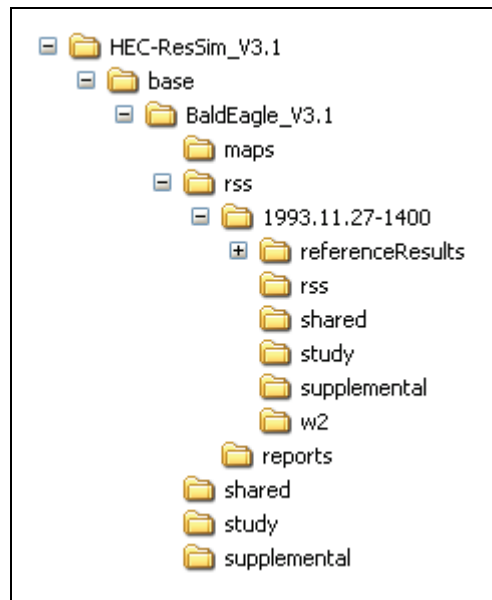 HEC-ResSim_V3.1
base
BaldEagle_V3.1
maps
rss
1993.11.27-1400
referenceResults
rss
shared
study
supplemental
w2
reports
shared
study
supplemental